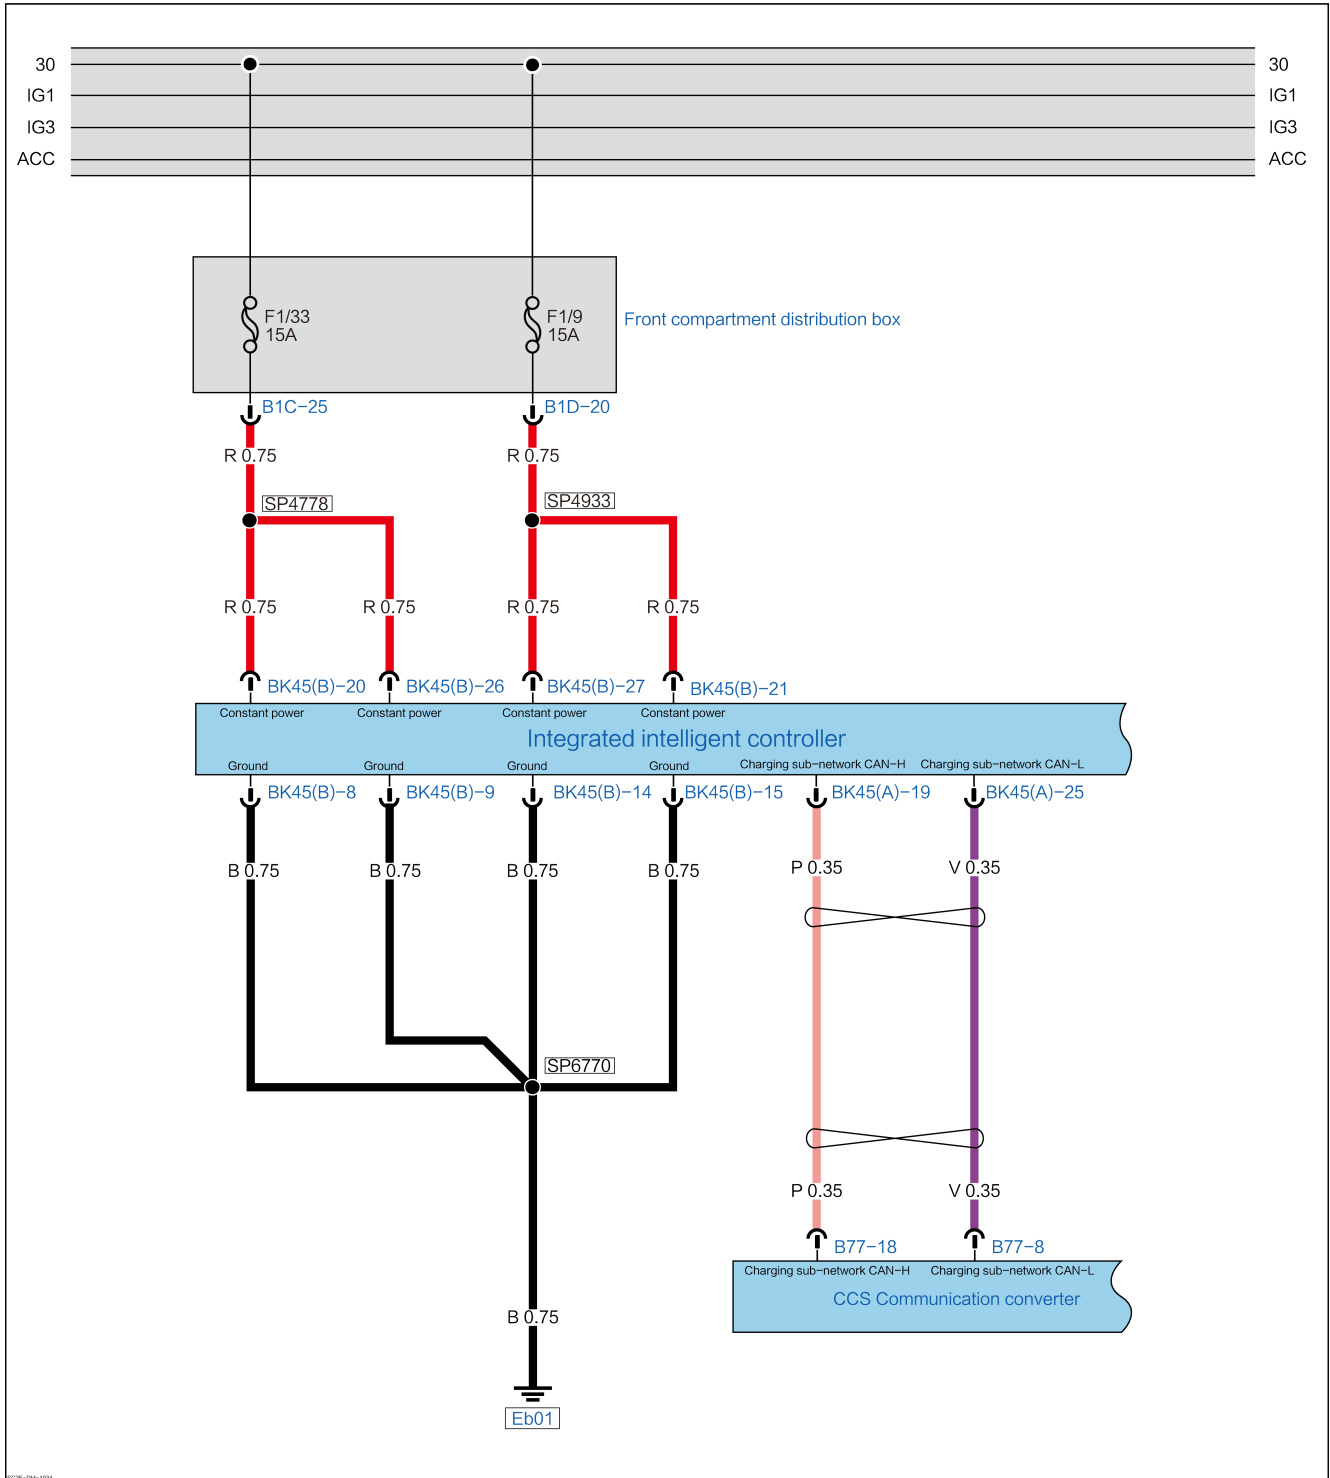 30 30
IG1 IG1
IG3 IG3
ACC ACC
F1/33 F1/9
15A 15A
Front compartment distribution box
B1C-25 B1D-20
R 0.75 R 0.75
SP4778 SP4933
R 0.75 R 0.75 R 0.75 R 0.75
BK45(B)-20 BK45(B)-26 BK45(B)-27 BK45(B)-21
Constant power Constant power Constant power Constant power
Integrated intelligent controller
Ground Ground Ground Ground Charging sub-network CAN-H Charging sub-network CAN-L
BK45(B)-8 BK45(B)-9 BK45(B)-14 BK45(B)-15 BK45(A)-19 BK45(A)-25
B 0.75 B 0.75 B 0.75 B 0.75 P 0.35 V 0.35
SP6770
P 0.35 V 0.35
B77-18 B77-8
Charging sub-network CAN-H Charging sub-network CAN-L
CCS Communication converter
B 0.75
Eb01